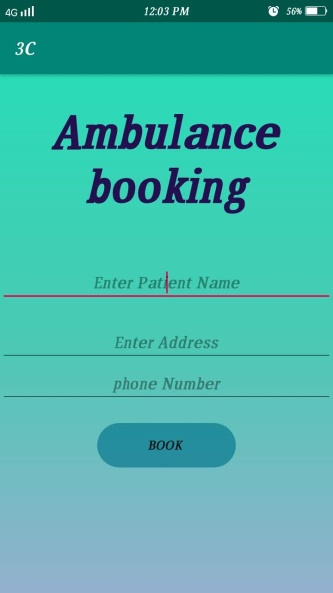 4G 12:03 PM 56%
3C
Ambulance
booking
Enter Patient Name
Enter Address
phone Number
BOOK